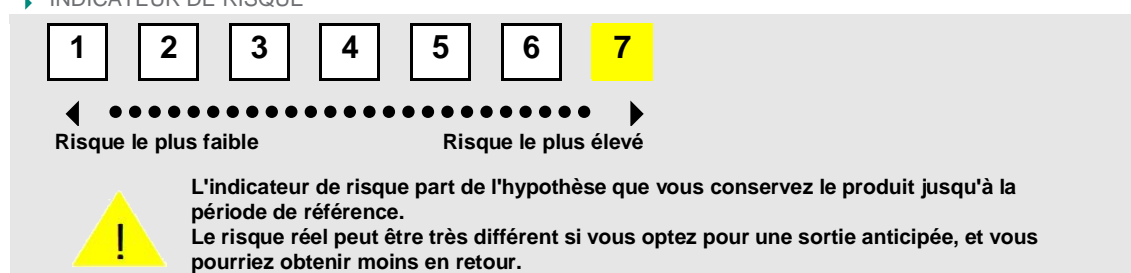 INDICATEUR DE RISQUE
1 2 3 4 5 6 7
Risque le plus faible Risque le plus élevé
L'indicateur de risque part de l'hypothèse que vous conservez le produit jusqu'à la
période de référence.
Le risque réel peut être très différent si vous optez pour une sortie anticipée, et vous
pourriez obtenir moins en retour.
!